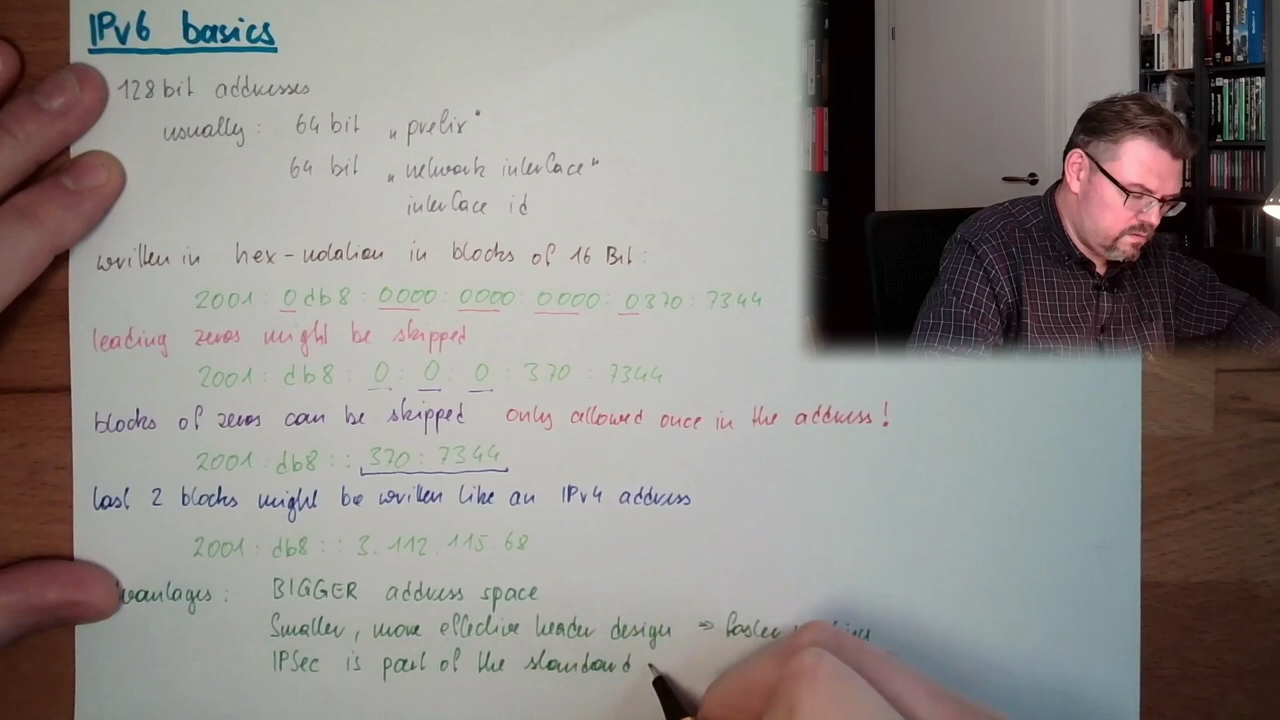 IPv6 basics
128 bit addresses
usually: 64 bit „prefix"
64 bit „network interface"
interface id
written in hex-notation in blocks of 16 Bit:
2001:0db8:0000:0000:0000:0370:7344
leading zeros might be skipped
2001:db8:0:0:0:370:7344
blocks of zeros can be skipped only allowed once in the address!
2001:db8::370:7344
last 2 blocks might be written like an IPv4 address
2001:db8::3.112.115.68
BIGGER address space
Smaller, more effective header design => faster
IPSec is part of the standard